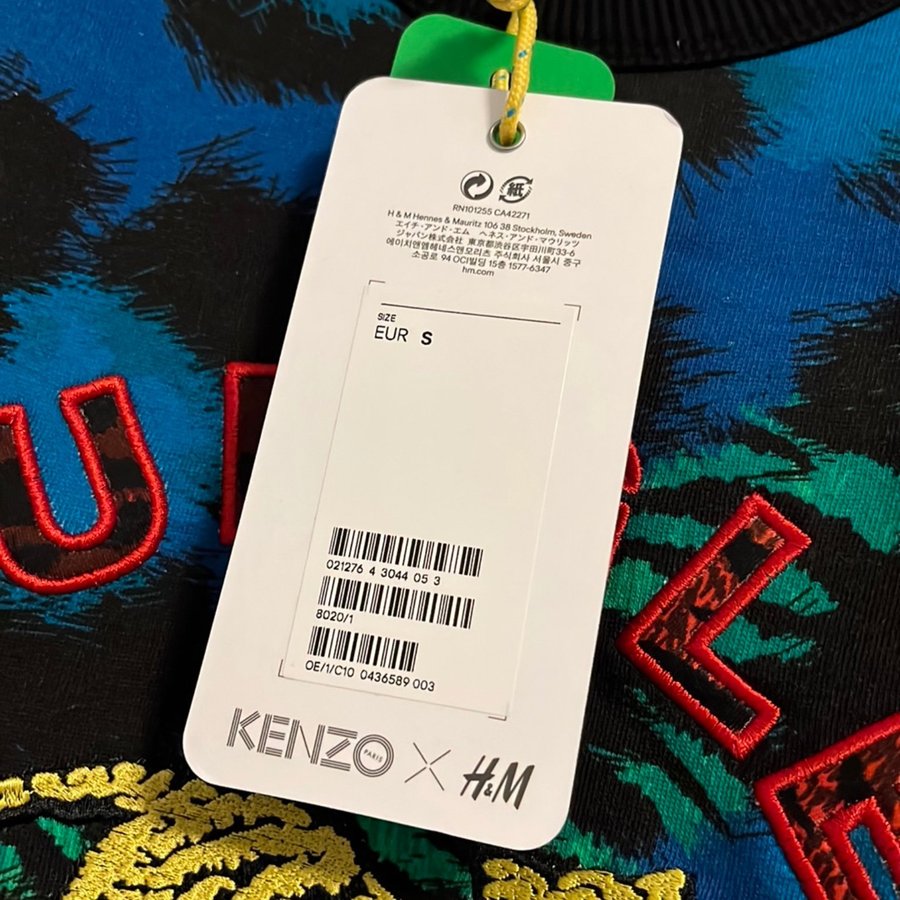 紙
RN101255 CA42271
H & M Hennes & Mauritz 106 38 Stockholm, Sweden
エイチ・アンド・エム　ヘネス・アンド・マウリッツ
ジャパン株式会社 東京都渋谷区宇田川町33-6
에이치앤엠헤네스앤모리츠 주식회사 서울시 중구
소공로 94 OCI빌딩 15층 1577-6347
hm.com
SIZE
EUR S
021276 4 3044 05 3
8020/1
OE/1/C10 0436589 003
KENZO PARIS X H&M
U
L